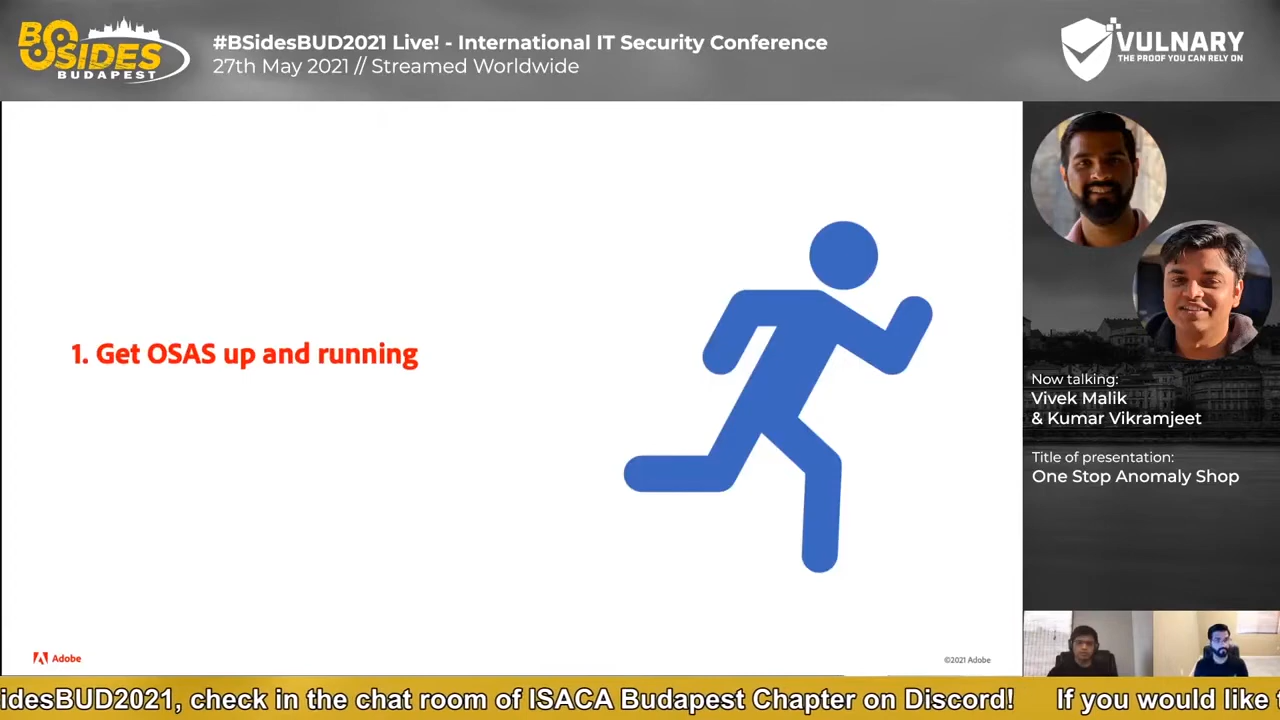 BSIDES
BUDAPEST
#BSidesBUD2021 Live! - International IT Security Conference
27th May 2021 // Streamed Worldwide
VULNARY
THE PROOF YOU CAN RELY ON
1. Get OSAS up and running
Now talking:
Vivek Malik
& Kumar Vikramjeet
Title of presentation:
One Stop Anomaly Shop
Adobe
©2021 Adobe
idesBUD2021, check in the chat room of ISACA Budapest Chapter on Discord! If you would like